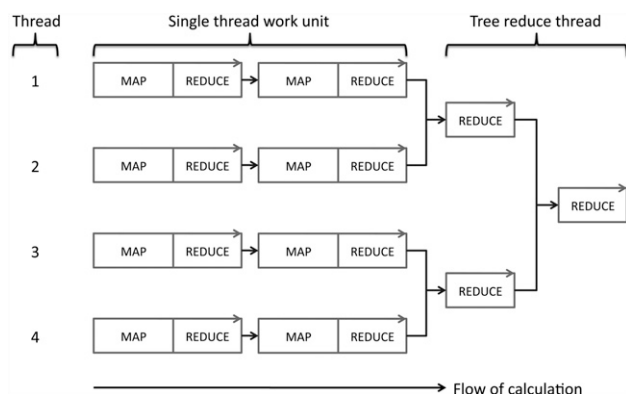 Thread Single thread work unit Tree reduce thread
1 MAP REDUCE MAP REDUCE
REDUCE
2 MAP REDUCE MAP REDUCE
REDUCE
3 MAP REDUCE MAP REDUCE
REDUCE
4 MAP REDUCE MAP REDUCE
Flow of calculation